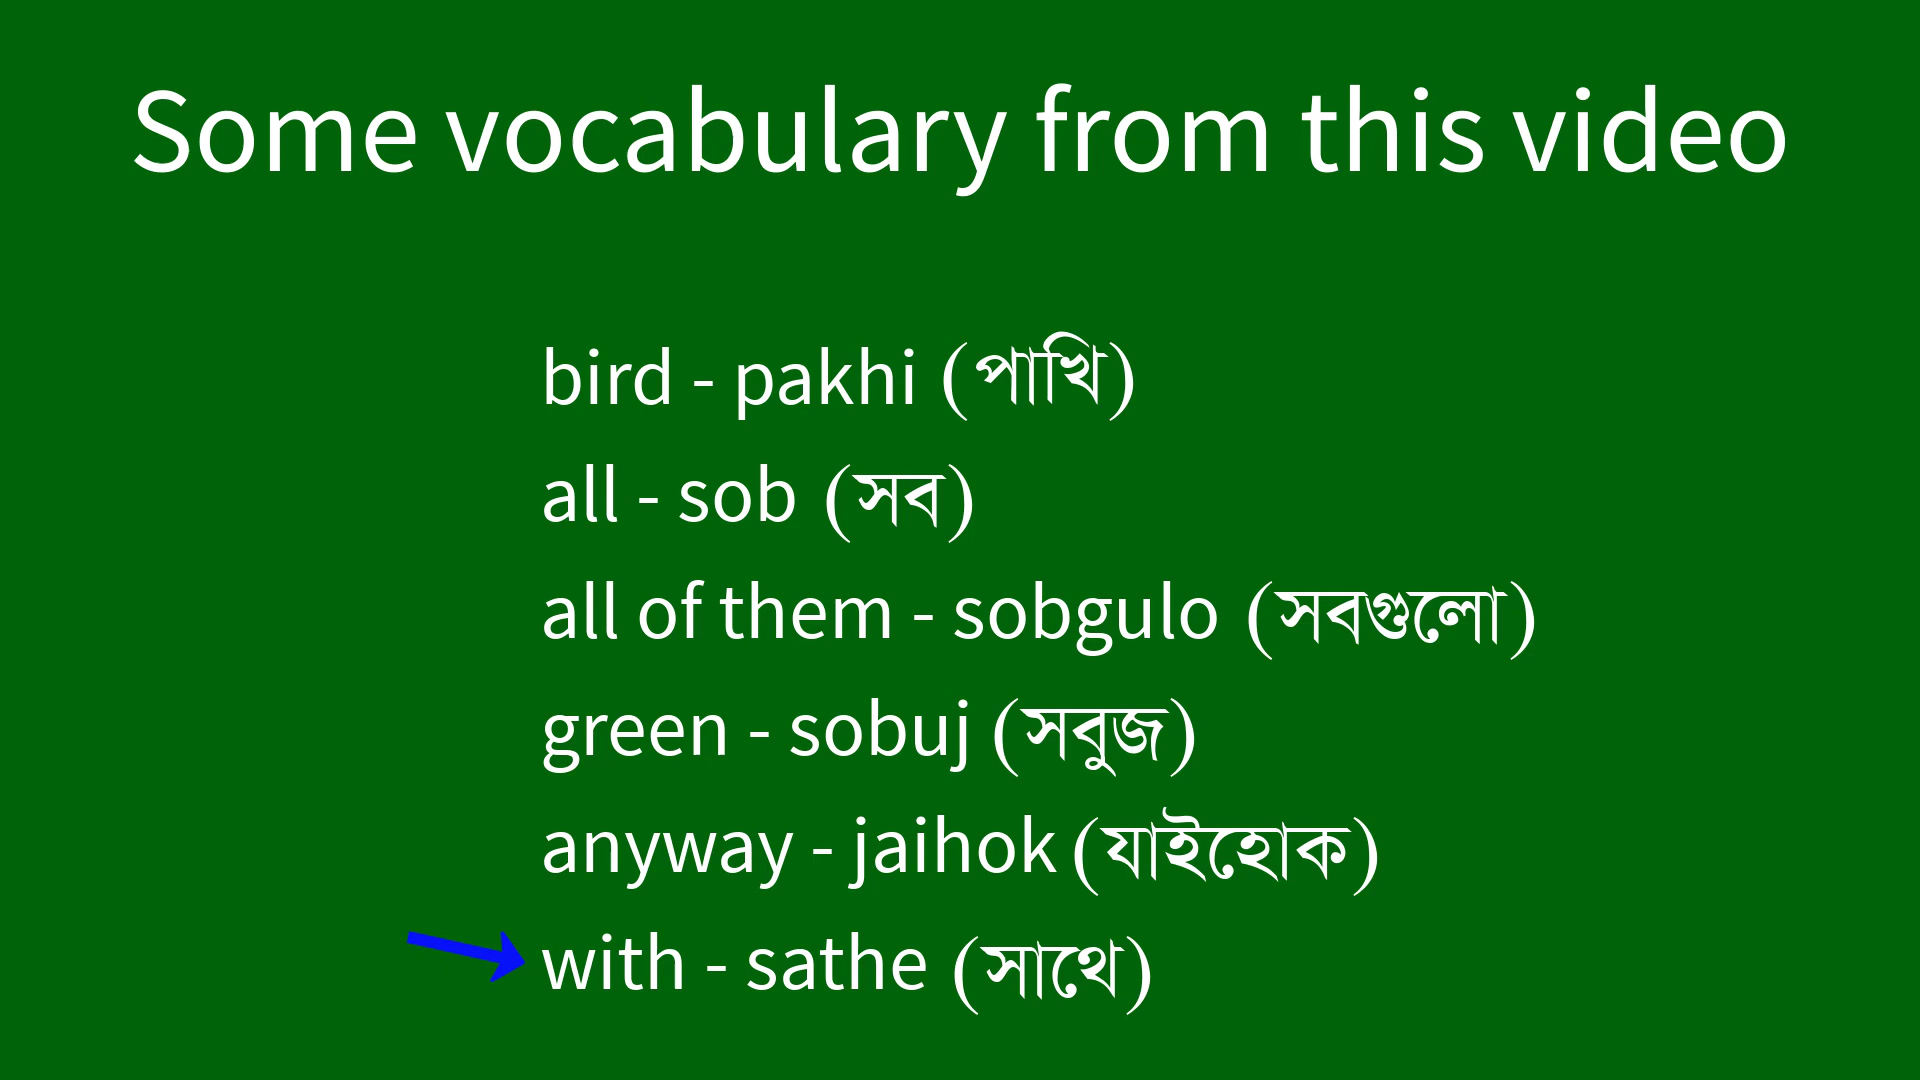 Some vocabulary from this video
bird - pakhi (পাখি)
all - sob (সব)
all of them - sobgulo (সবগুলো)
green - sobuj (সবুজ)
anyway - jaihok (যাইহোক)
with - sathe (সাথে)